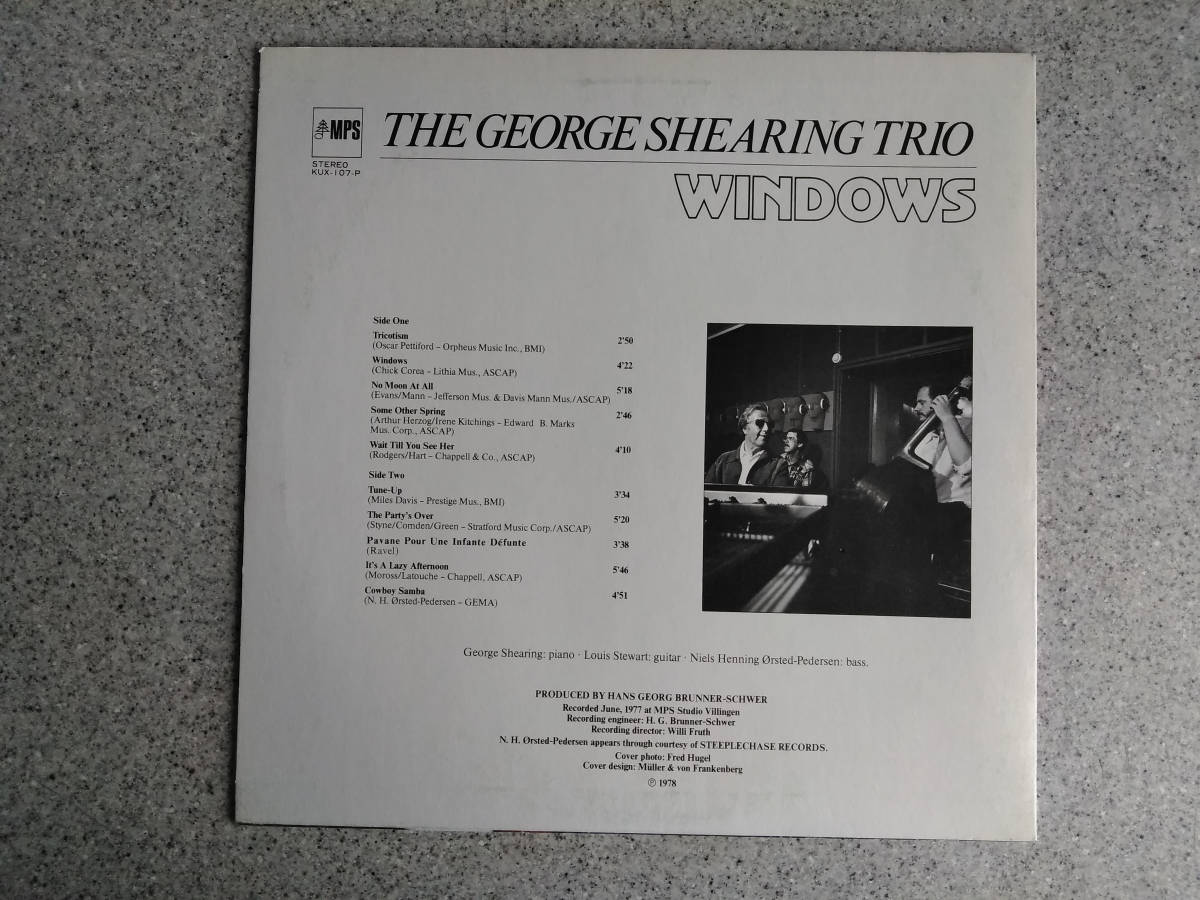 MPS
STEREO
KUX-107-P
THE GEORGE SHEARING TRIO
WINDOWS
Side One
Tricotism 2'50
(Oscar Pettiford – Orpheus Music Inc., BMI)
Windows 4'22
(Chick Corea – Lithia Mus., ASCAP)
No Moon At All 5'18
(Evans/Mann – Jefferson Mus. & Davis Mann Mus./ASCAP)
Some Other Spring 2'46
(Arthur Herzog/Irene Kitchings – Edward B. Marks
Mus. Corp., ASCAP)
Wait Till You See Her 4'10
(Rodgers/Hart – Chappell & Co., ASCAP)
Side Two
Tune-Up 3'34
(Miles Davis – Prestige Mus., BMI)
The Party's Over 5'20
(Styne/Comden/Green – Stratford Music Corp./ASCAP)
Pavane Pour Une Infante Défunte 3'38
(Ravel)
It's A Lazy Afternoon 5'46
(Moross/Latouche – Chappell, ASCAP)
Cowboy Samba 4'51
(N. H. Ørsted-Pedersen – GEMA)
George Shearing: piano · Louis Stewart: guitar · Niels Henning Ørsted-Pedersen: bass.
PRODUCED BY HANS GEORG BRUNNER-SCHWER
Recorded June, 1977 at MPS Studio Villingen
Recording engineer: H. G. Brunner-Schwer
Recording director: Willi Fruth
N. H. Ørsted-Pedersen appears through courtesy of STEEPLECHASE RECORDS.
Cover photo: Fred Hugel
Cover design: Müller & von Frankenberg
℗ 1978